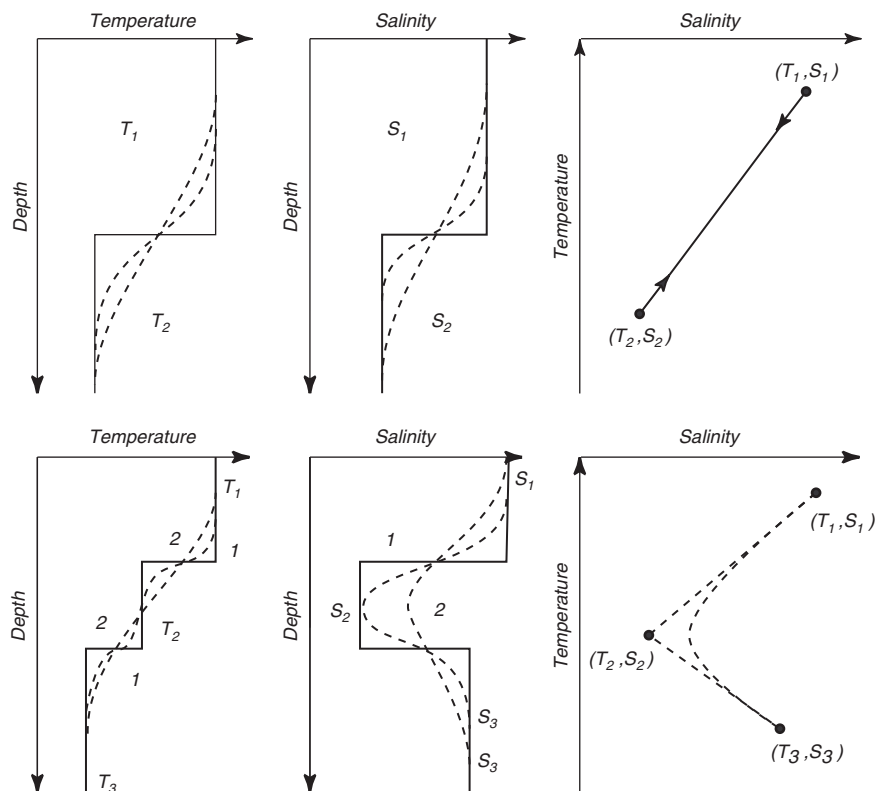 Temperature
Salinity
Salinity
Depth
T1
T2
Depth
S1
S2
Temperature
(T1,S1)
(T2,S2)
Temperature
Salinity
Salinity
Depth
T1
2
1
2
T2
1
T3
Depth
S1
1
S2
2
S3
S3
Temperature
(T1,S1)
(T2,S2)
(T3,S3)